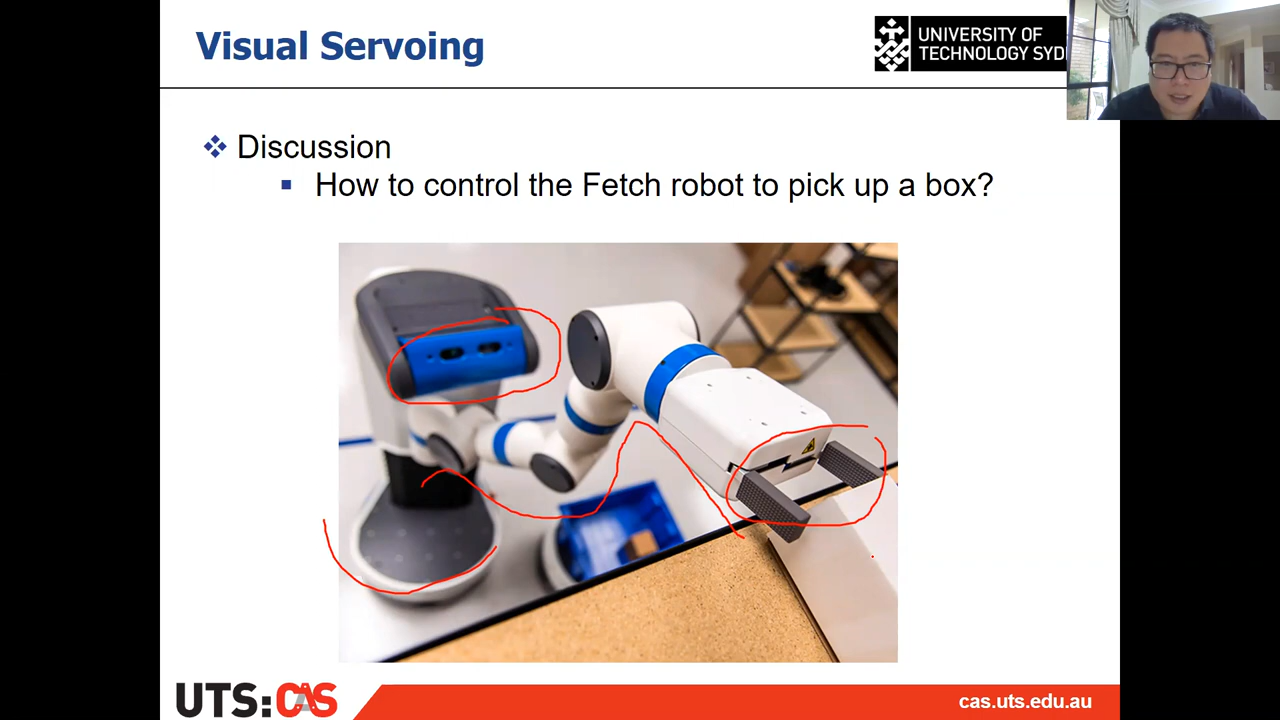 Visual Servoing
UNIVERSITY OF
TECHNOLOGY SYD
Discussion
How to control the Fetch robot to pick up a box?
UTS:CAS
cas.uts.edu.au